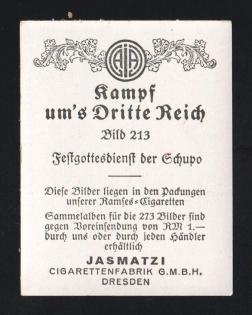 Kampf
um's Dritte Reich
Bild 213
Festgottesdienst der Schupo
Diese Bilder liegen in den Packungen
unserer Ramses-Cigaretten
Sammelalben für die 273 Bilder sind
gegen Voreinsendung von RM 1.—
durch uns oder durch jeden Händler
erhältlich
JASMATZI
CIGARETTENFABRIK G.M.B.H.
DRESDEN